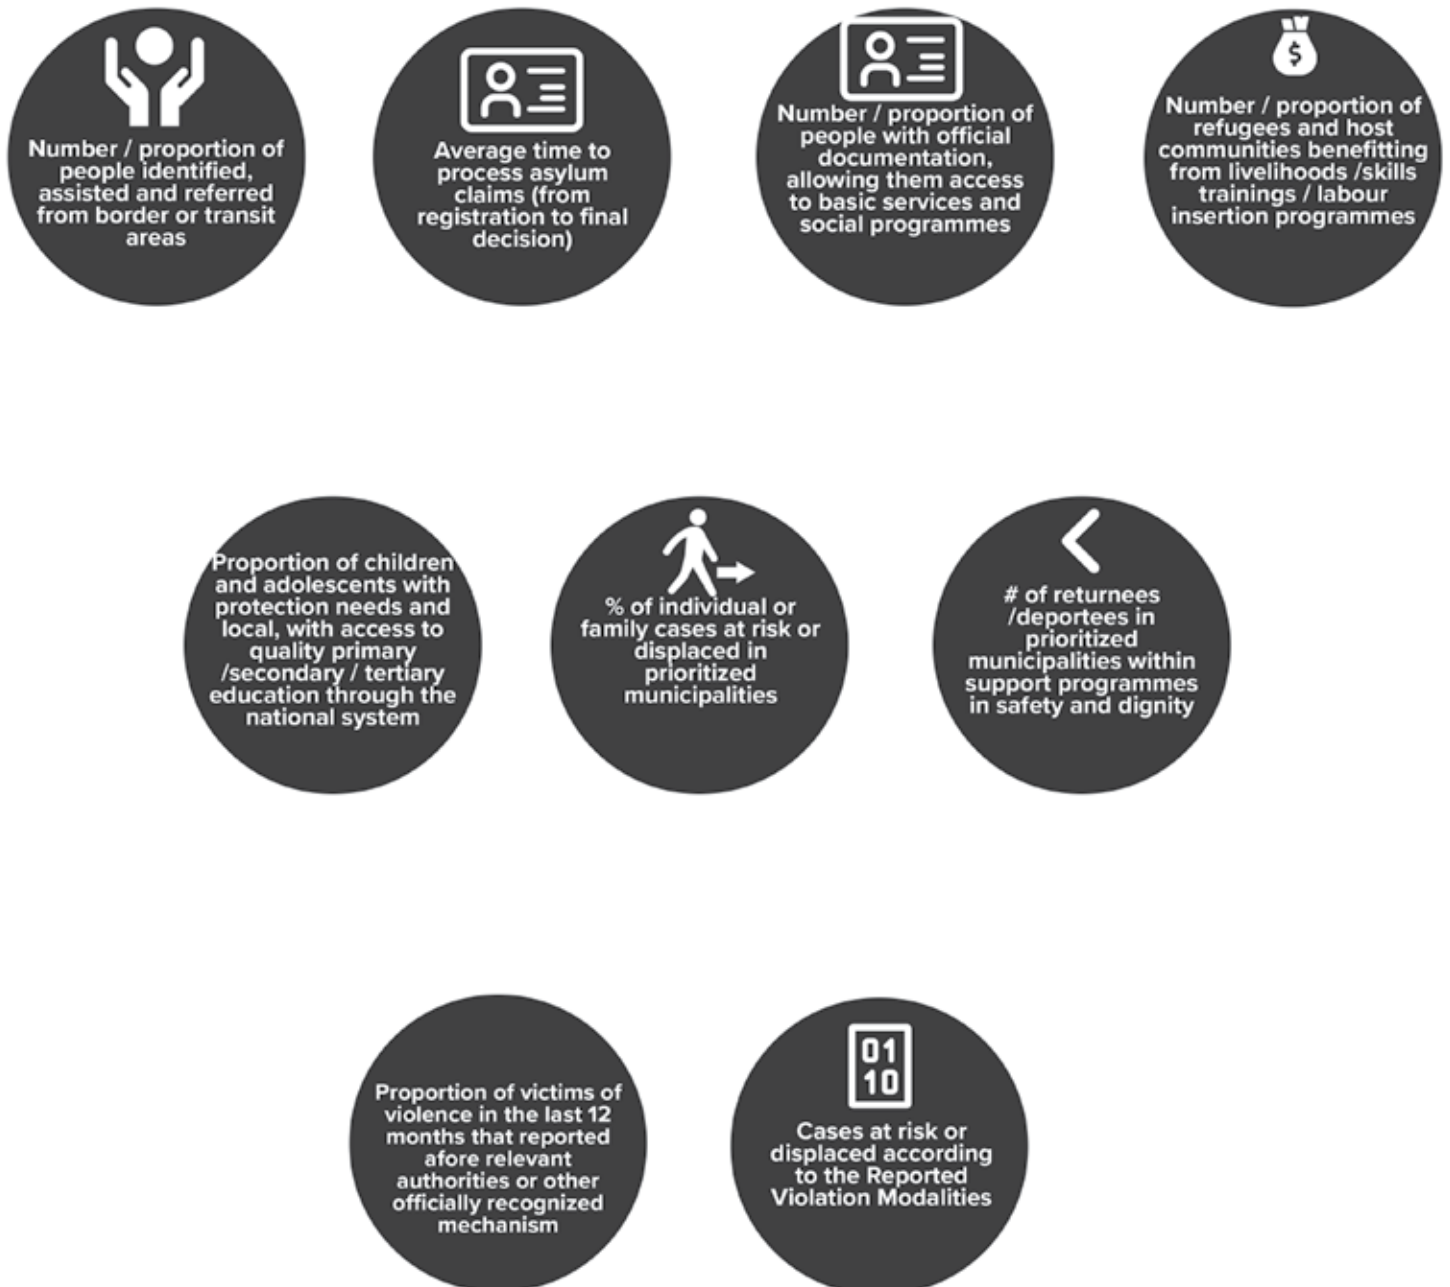 Number / proportion of
people identified,
assisted and referred
from border or transit
areas
Average time to
process asylum
claims (from
registration to final
decision)
Number / proportion of
people with official
documentation,
allowing them access
to basic services and
social programmes
$
Number / proportion of
refugees and host
communities benefitting
from livelihoods /skills
trainings / labour
insertion programmes
Proportion of children
and adolescents with
protection needs and
local, with access to
quality primary
/secondary / tertiary
education through the
national system
% of individual or
family cases at risk or
displaced in
prioritized
municipalities
# of returnees
/deportees in
prioritized
municipalities within
support programmes
in safety and dignity
Proportion of victims of
violence in the last 12
months that reported
afore relevant
authorities or other
officially recognized
mechanism
01
10
Cases at risk or
displaced according
to the Reported
Violation Modalities